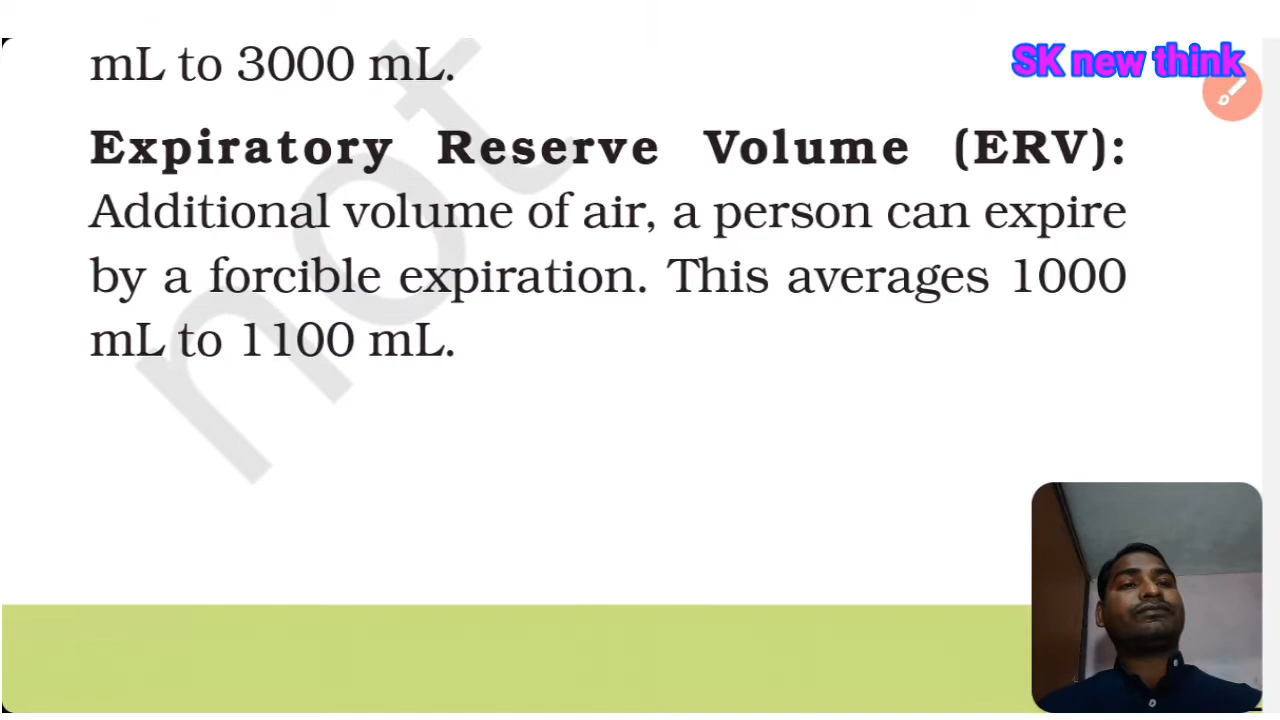 mL to 3000 mL.
SK new think
Expiratory Reserve Volume (ERV):
Additional volume of air, a person can expire
by a forcible expiration. This averages 1000
mL to 1100 mL.
not